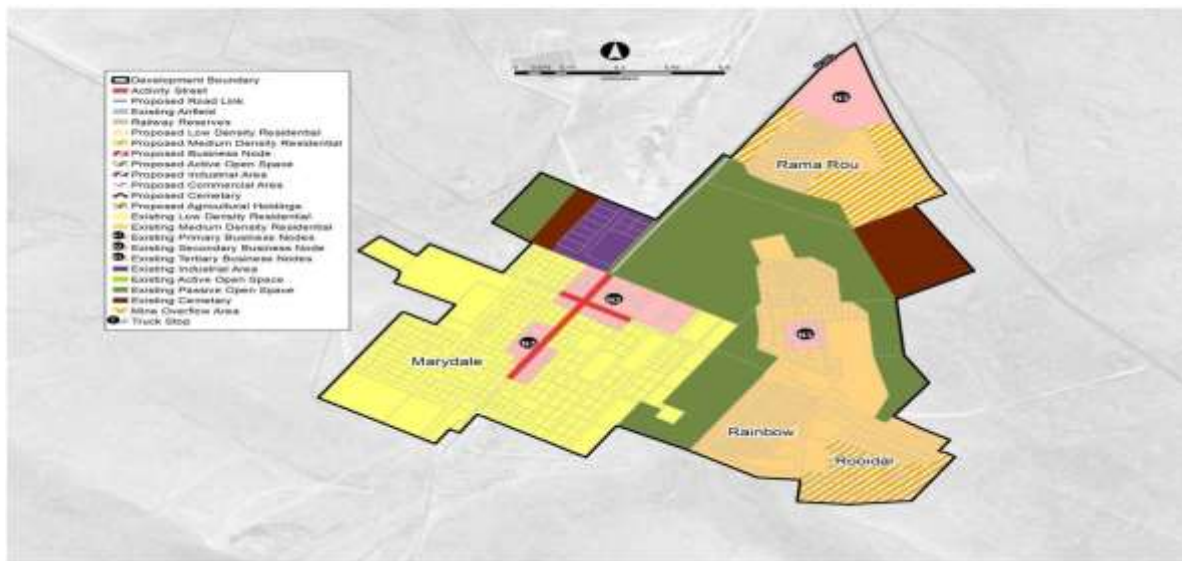 Development Boundary
Activity Street
Proposed Road Link
Existing Airfield
Railway Reserves
Proposed Low Density Residential
Proposed Medium Density Residential
Proposed Business Node
Proposed Active Open Space
Proposed Industrial Area
Proposed Commercial Area
Proposed Cemetary
Proposed Agricultural Holdings
Existing Low Density Residential
Existing Medium Density Residential
Existing Primary Business Nodes
Existing Secondary Business Node
Existing Tertiary Business Nodes
Existing Industrial Area
Existing Active Open Space
Existing Passive Open Space
Existing Cemetary
Mine Overflow Area
Truck Stop
Rama Rou
Marydale
Rainbow
Rooidal